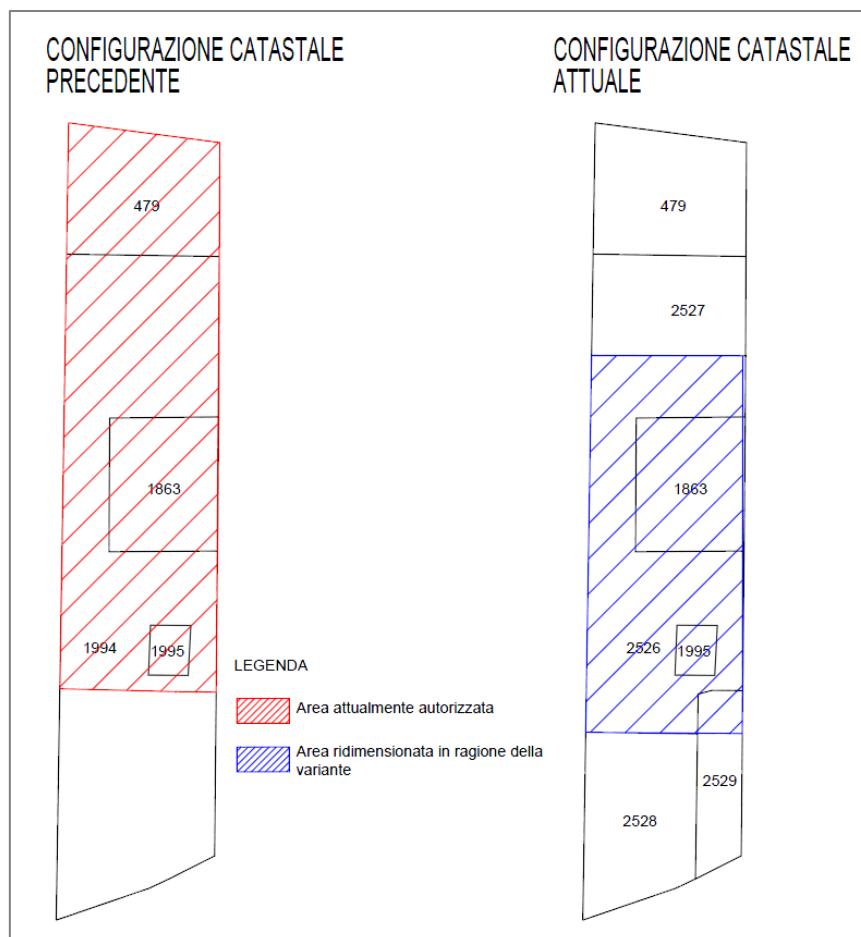 CONFIGURAZIONE CATASTALE
PRECEDENTE
479
1863
1994
1995
CONFIGURAZIONE CATASTALE
ATTUALE
479
2527
1863
2526
1995
2529
2528
LEGENDA
Area attualmente autorizzata
Area ridimensionata in ragione della
variante